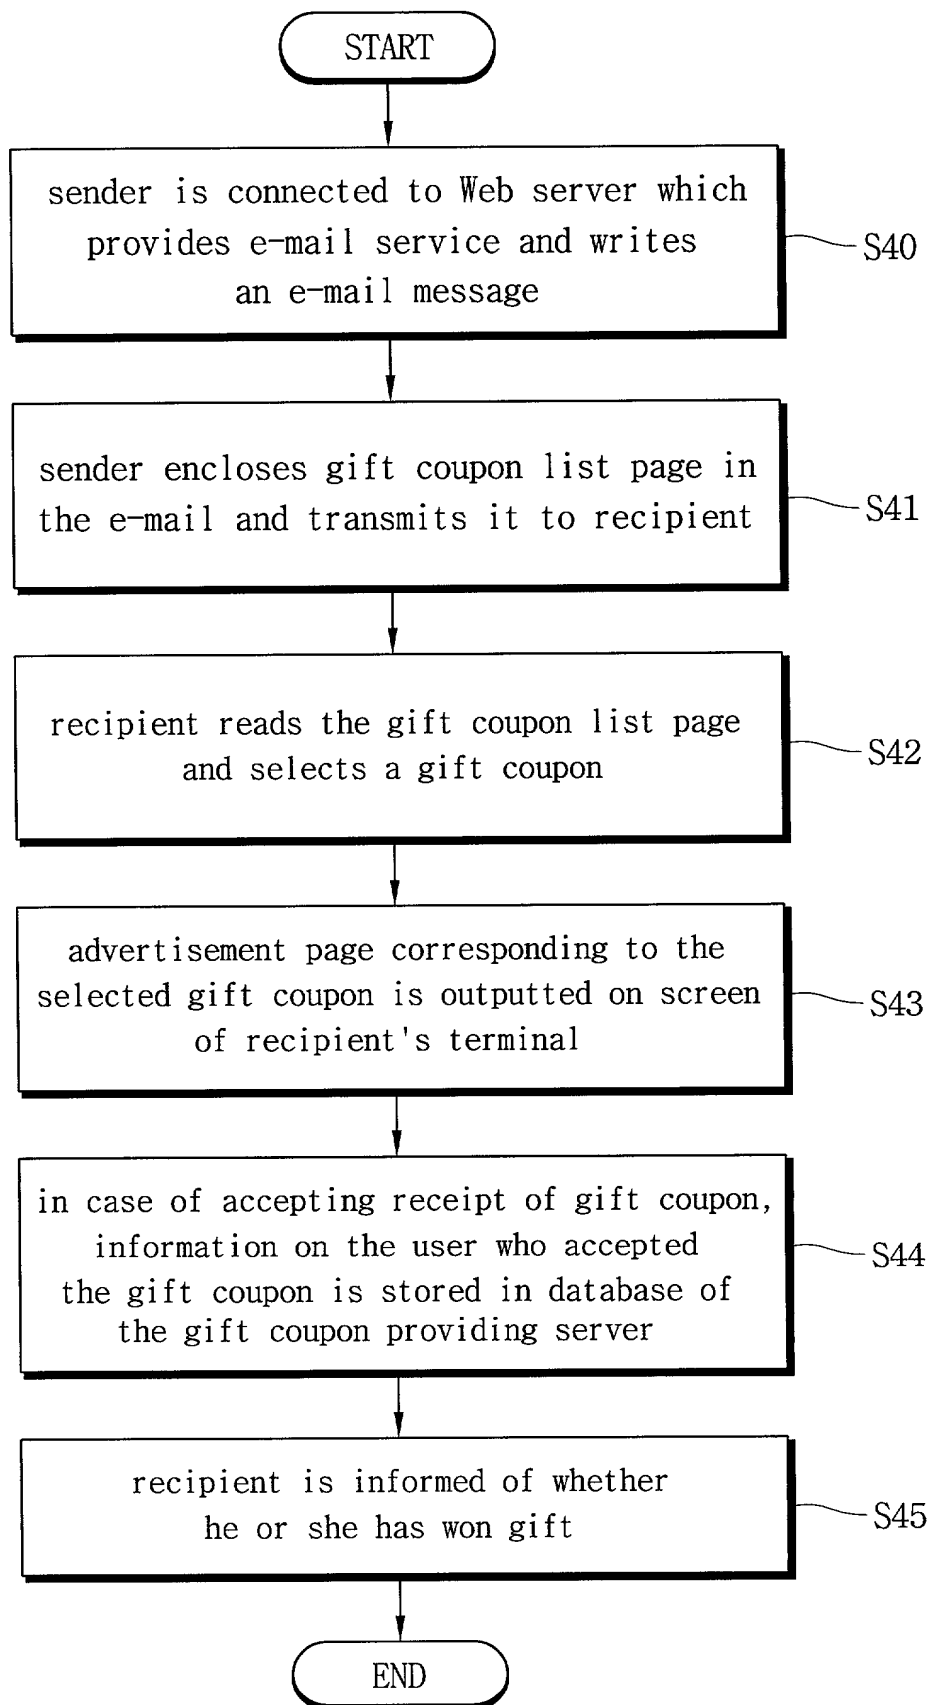 START
sender is connected to Web server which
provides e-mail service and writes
an e-mail message
S40
sender encloses gift coupon list page in
the e-mail and transmits it to recipient
S41
recipient reads the gift coupon list page
and selects a gift coupon
S42
advertisement page corresponding to the
selected gift coupon is outputted on screen
of recipient's terminal
S43
in case of accepting receipt of gift coupon,
information on the user who accepted
the gift coupon is stored in database of
the gift coupon providing server
S44
recipient is informed of whether
he or she has won gift
S45
END